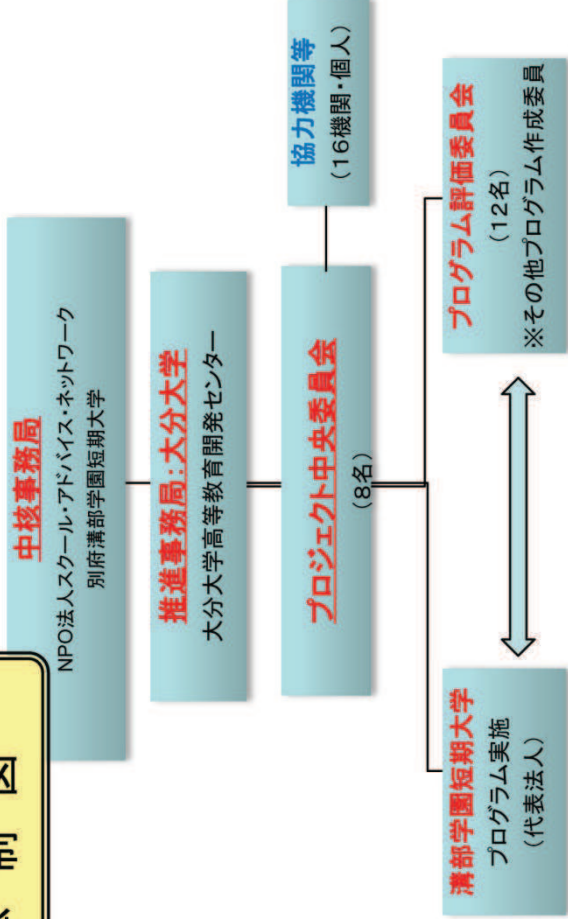 制 図
中核事務局
NPO法人スクール・アドバイス・ネットワーク
別府溝部学園短期大学
推進事務局:大分大学
大分大学高等教育開発センター
プロジェクト中央委員会
(8名)
協力機関等
(16機関・個人)
溝部学園短期大学
プログラム実施
(代表法人)
プログラム評価委員会
(12名)
※その他プログラム作成委員